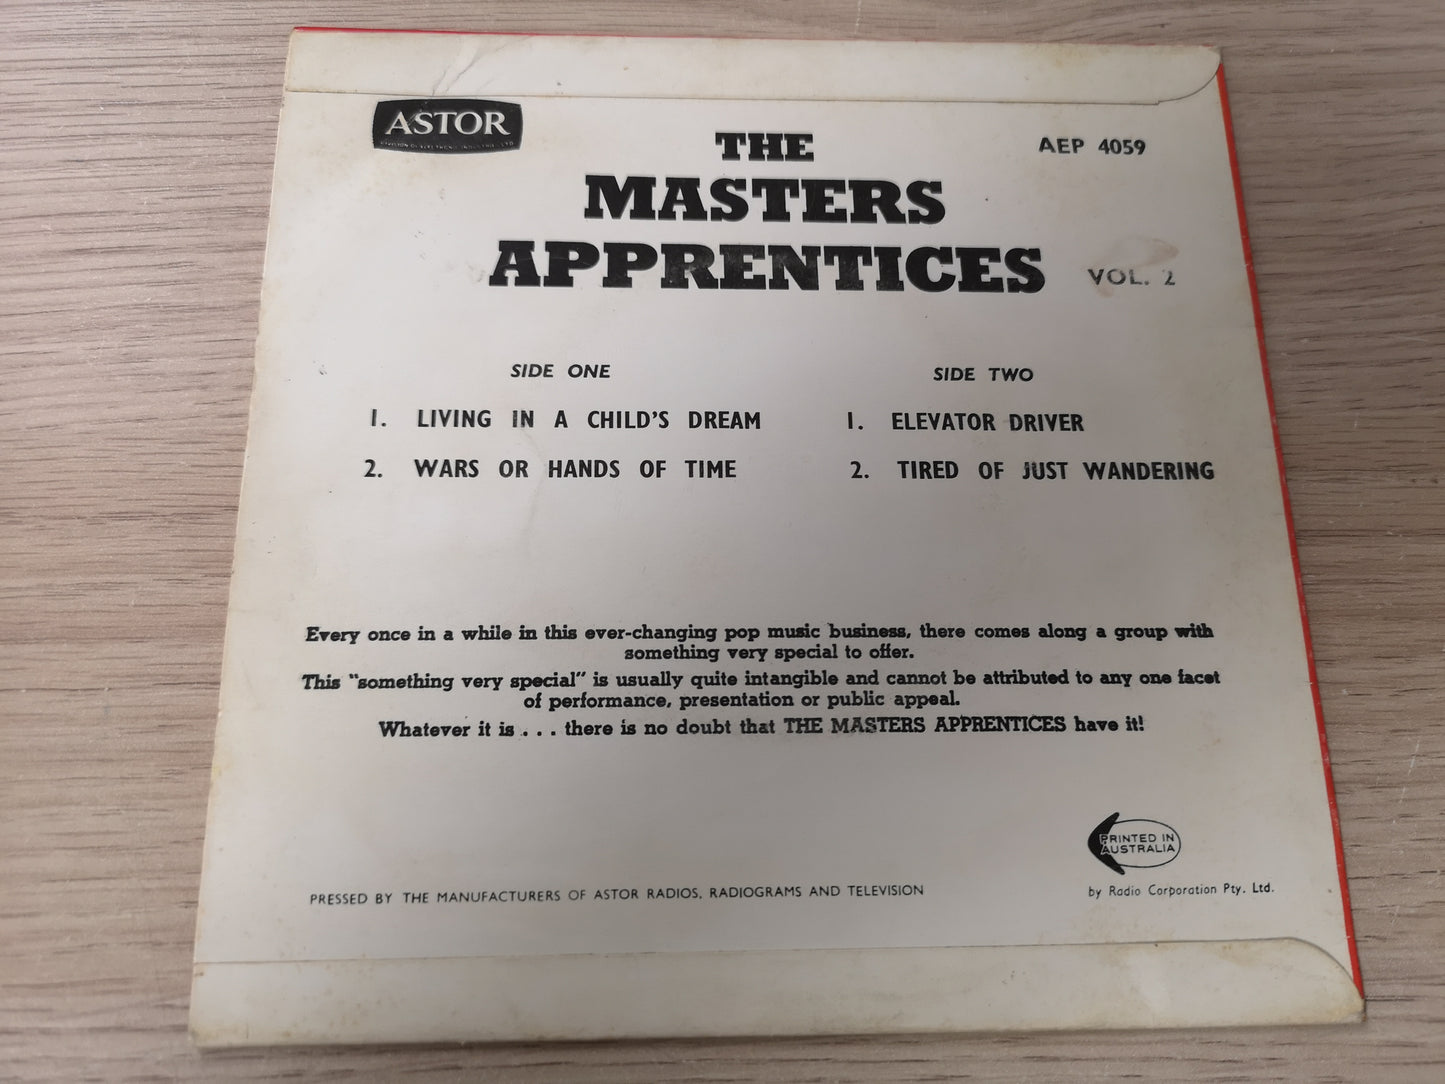 ASTOR
THE
AEP 4059
MASTERS
APPRENTICES
VOL. 2
SIDE ONE
1. LIVING IN A CHILD'S DREAM
2. WARS OR HANDS OF TIME
SIDE TWO
1. ELEVATOR DRIVER
2. TIRED OF JUST WANDERING
Every once in a while in this ever-changing pop music business, there comes along a group with
something very special to offer.
This "something very special" is usually quite intangible and cannot be attributed to any one facet
of performance, presentation or public appeal.
Whatever it is . . . there is no doubt that THE MASTERS APPRENTICES have it!
PRINTED IN
AUSTRALIA
PRESSED BY THE MANUFACTURERS OF ASTOR RADIOS, RADIOGRAMS AND TELEVISION
by Radio Corporation Pty. Ltd.